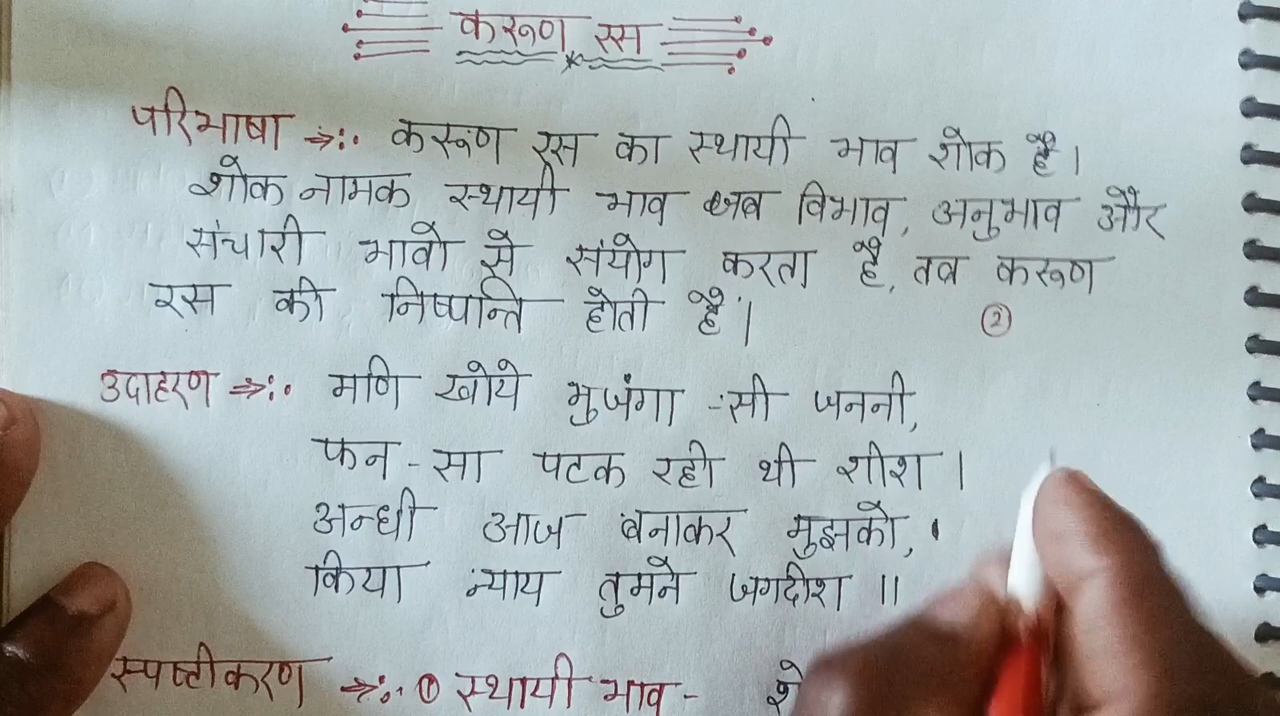 करूण रस
परिभाषा →:. करूण रस का स्थायी भाव शोक है।
शोक नामक स्थायी भाव जब विभाव, अनुभाव और
संचारी भावो से संयोग करता है, तव करूण
रस की निष्पत्ति होती है।
②
उदाहरण →:. मणि खोये भुजंगा -सी जननी,
फन - सा पटक रही थी शीश।
अन्धी आज बनाकर मुझको,
किया न्याय तुमने जगदीश ॥
स्पष्टीकरण →:. ① स्थायी भाव -